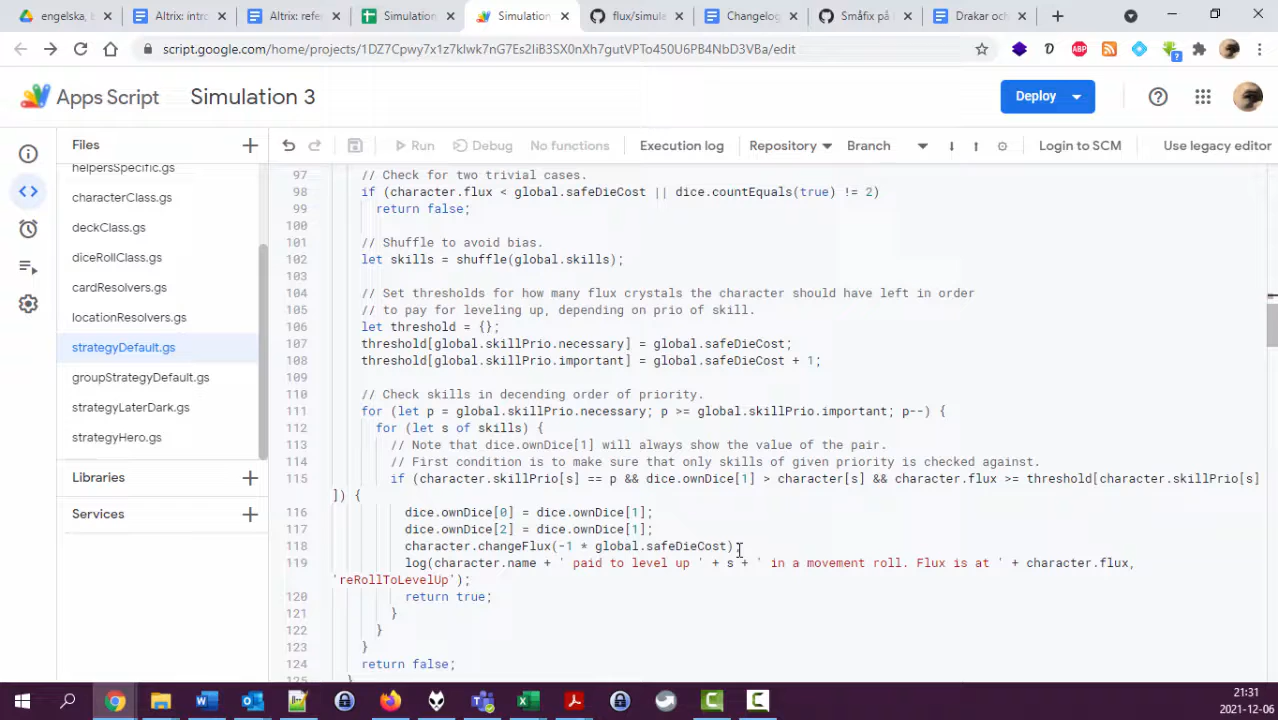 engelska,
Altrix: intro
Altrix: refe
Simulation
Simulation
flux/simula
Changelog
Småfix på
Drakar och
script.google.com/home/projects/1DZ7Cpwy7x1z7kIwk7nG7Es2IiB3SX0nXh7gutVPTo450U6PB4NbD3VBa/edit
ABP
?
Apps Script
Simulation 3
Deploy
Files
Run
Debug
No functions
Execution log
Repository
Branch
Login to SCM
Use legacy editor
helpersSpecific.gs
characterClass.gs
deckClass.gs
diceRollClass.gs
cardResolvers.gs
locationResolvers.gs
strategyDefault.gs
groupStrategyDefault.gs
strategyLaterDark.gs
strategyHero.gs
Libraries
Services
97 // Check for two trivial cases.
98 if (character.flux < global.safeDieCost || dice.countEquals(true) != 2)
99 return false;
100
101 // Shuffle to avoid bias.
102 let skills = shuffle(global.skills);
103
104 // Set thresholds for how many flux crystals the character should have left in order
105 // to pay for leveling up, depending on prio of skill.
106 let threshold = {};
107 threshold[global.skillPrio.necessary] = global.safeDieCost;
108 threshold[global.skillPrio.important] = global.safeDieCost + 1;
109
110 // Check skills in decending order of priority.
111 for (let p = global.skillPrio.necessary; p >= global.skillPrio.important; p--) {
112 for (let s of skills) {
113 // Note that dice.ownDice[1] will always show the value of the pair.
114 // First condition is to make sure that only skills of given priority is checked against.
115 if (character.skillPrio[s] == p && dice.ownDice[1] > character[s] && character.flux >= threshold[character.skillPrio[s]
]) {
116 dice.ownDice[0] = dice.ownDice[1];
117 dice.ownDice[2] = dice.ownDice[1];
118 character.changeFlux(-1 * global.safeDieCost);
119 log(character.name + ' paid to level up ' + s + ' in a movement roll. Flux is at ' + character.flux,
'reRollToLevelUp');
120 return true;
121 }
122 }
123 }
124 return false;
125 }
21:31
2021-12-06